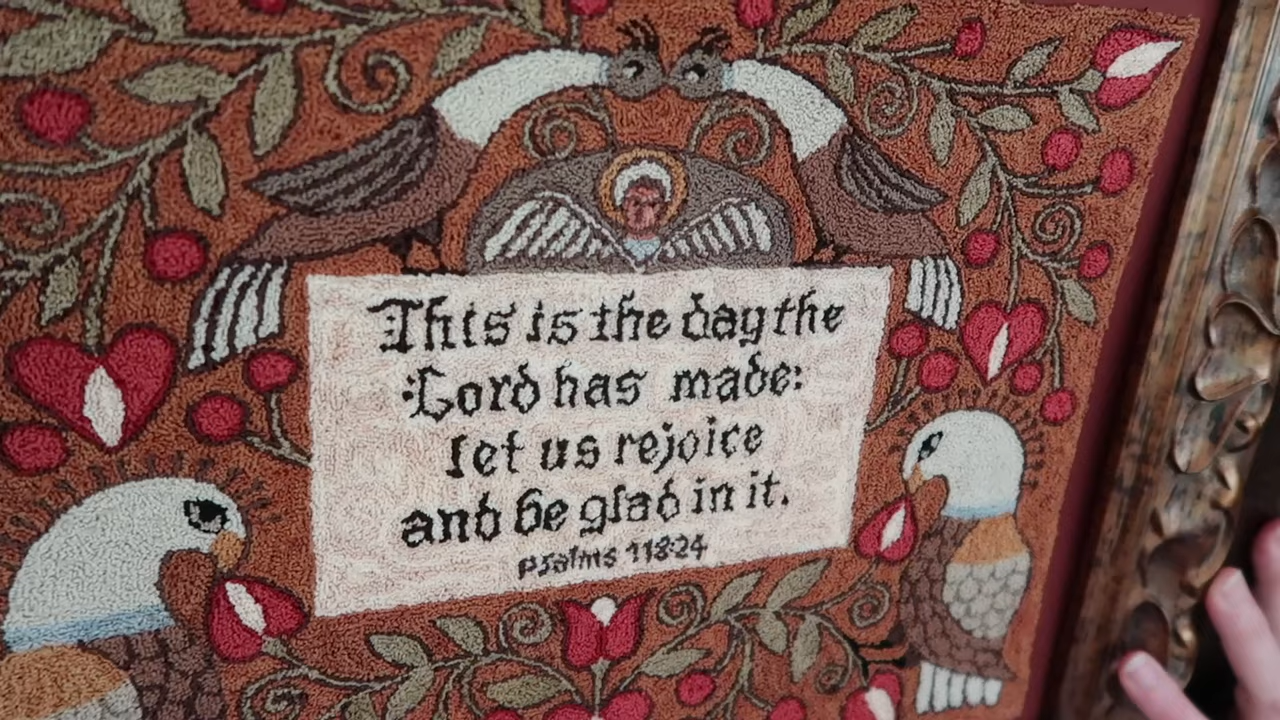 This is the day the
:Lord has made:
let us rejoice
and be glad in it.
Psalms 118:24